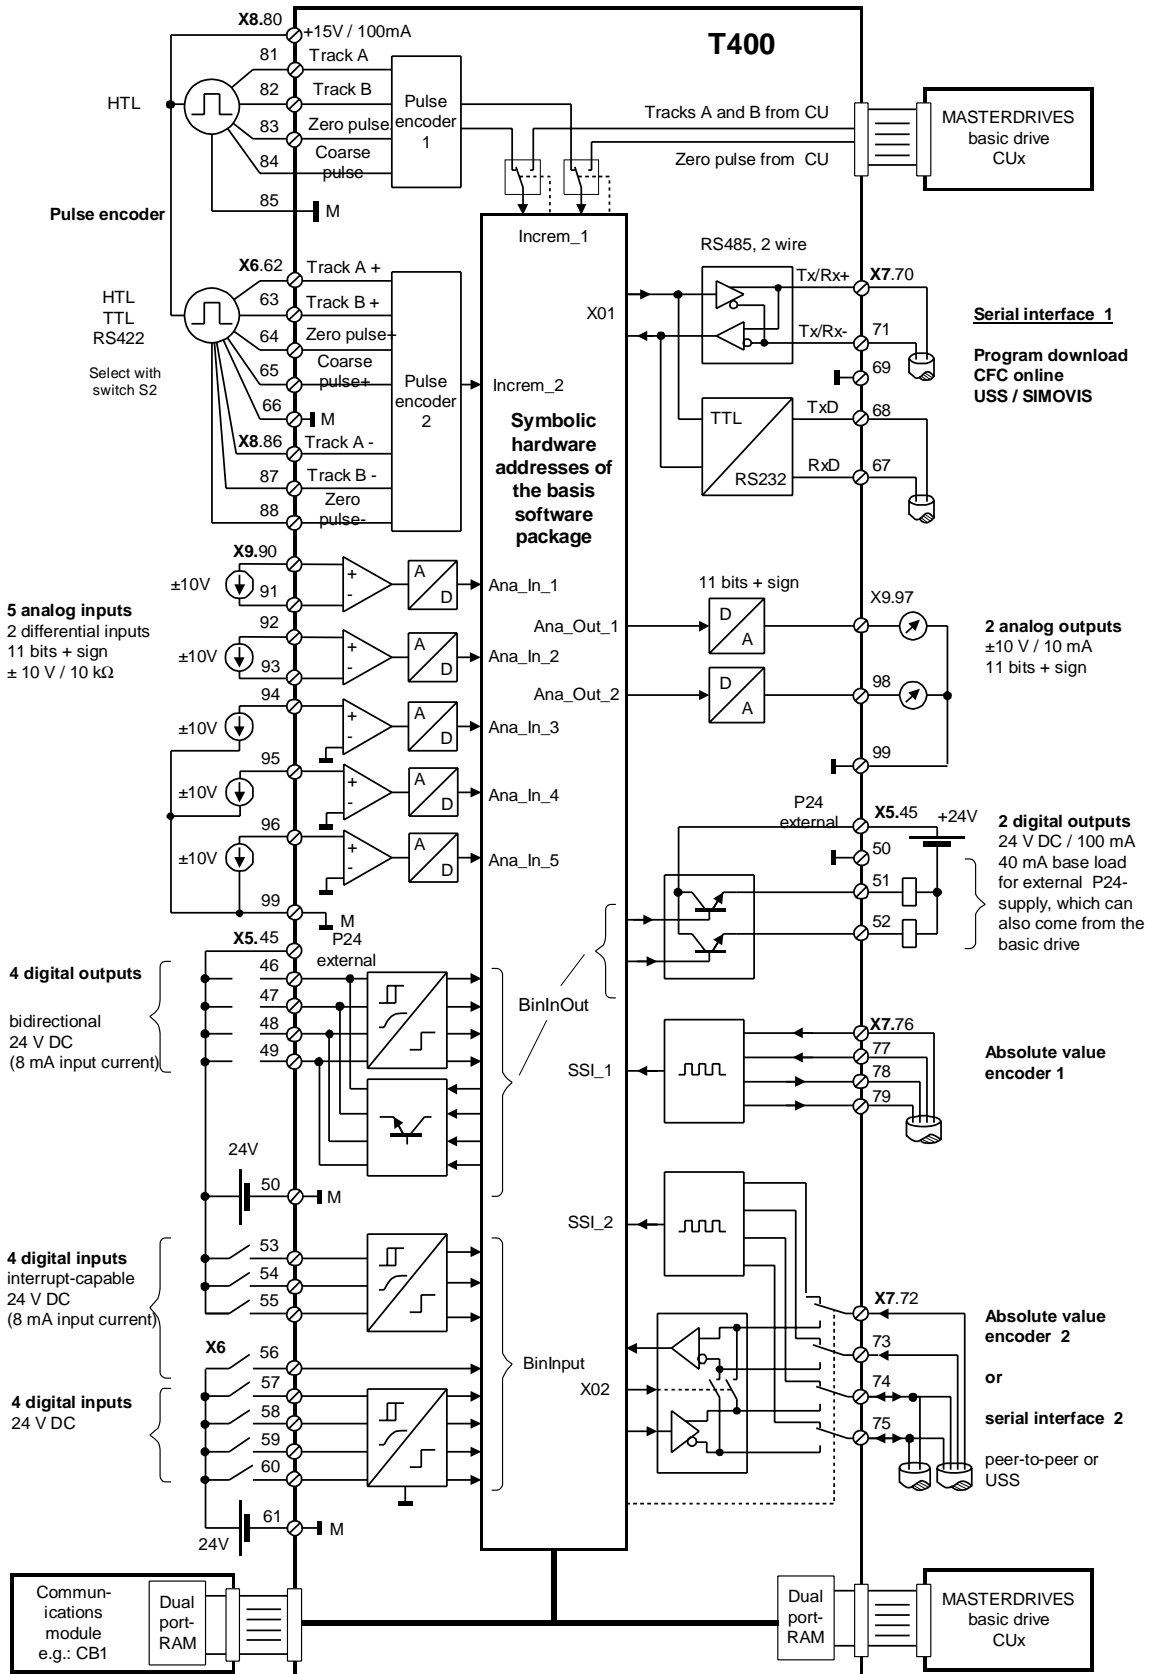 T400
X8.80
+15V / 100mA
81
Track A
82
Track B
83
Zero pulse
84
Coarse
pulse
85
M
HTL
Pulse
encoder
1
Tracks A and B from CU
Zero pulse from CU
MASTERDRIVES
basic drive
CUx
Pulse encoder
Increm_1
X6.62
Track A +
63
Track B +
64
Zero pulse+
65
Coarse
pulse+
66
M
X8.86
Track A -
87
Track B -
88
Zero
pulse-
HTL
TTL
RS422
Select with
switch S2
Pulse
encoder
2
Increm_2
Symbolic
hardware
addresses of
the basis
software
package
X01
RS485, 2 wire
Tx/Rx+
X7.70
Tx/Rx-
71
69
TTL
RS232
TxD
68
RxD
67
Serial interface 1
Program download
CFC online
USS / SIMOVIS
5 analog inputs
2 differential inputs
11 bits + sign
± 10 V / 10 kΩ
X9.90
±10V
91
+
-
A
D
Ana_In_1
92
±10V
93
+
-
A
D
Ana_In_2
94
±10V
+
-
A
D
Ana_In_3
95
±10V
+
-
A
D
Ana_In_4
96
±10V
+
-
A
D
Ana_In_5
99
M
11 bits + sign
Ana_Out_1
D
A
X9.97
Ana_Out_2
D
A
98
99
2 analog outputs
±10 V / 10 mA
11 bits + sign
P24
external
X5.45
+24V
50
51
52
2 digital outputs
24 V DC / 100 mA
40 mA base load
for external P24-
supply, which can
also come from the
basic drive
X5.45
P24
external
46
47
48
49
4 digital outputs
bidirectional
24 V DC
(8 mA input current)
BinInOut
24V
50
M
SSI_1
X7.76
77
78
79
Absolute value
encoder 1
4 digital inputs
interrupt-capable
24 V DC
(8 mA input current)
53
54
55
X6
56
57
58
59
60
4 digital inputs
24 V DC
BinInput
61
M
24V
SSI_2
X02
X7.72
73
74
75
Absolute value
encoder 2
or
serial interface 2
peer-to-peer or
USS
Commun-
ications
module
e.g.: CB1
Dual
port-
RAM
Dual
port-
RAM
MASTERDRIVES
basic drive
CUx